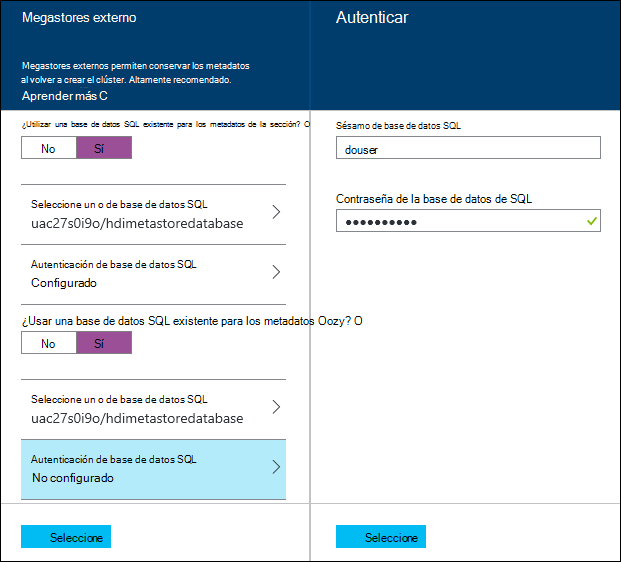 Megastores externo
Megastores externos permiten conservar los metadatos
al volver a crear el clúster. Altamente recomendado.
Aprender más C
¿Utilizar una base de datos SQL existente para los metadatos de la sección? O
No
Sí
Seleccione un o de base de datos SQL
uac27s0i9o/hdimetastoredatabase
Autenticación de base de datos SQL
Configurado
¿Usar una base de datos SQL existente para los metadatos Oozy? O
No
Sí
Seleccione un o de base de datos SQL
uac27s0i9o/hdimetastoredatabase
Autenticación de base de datos SQL
No configurado
Seleccione
Autenticar
Sésamo de base de datos SQL
douser
Contraseña de la base de datos de SQL
●●●●●●●●●●
Seleccione